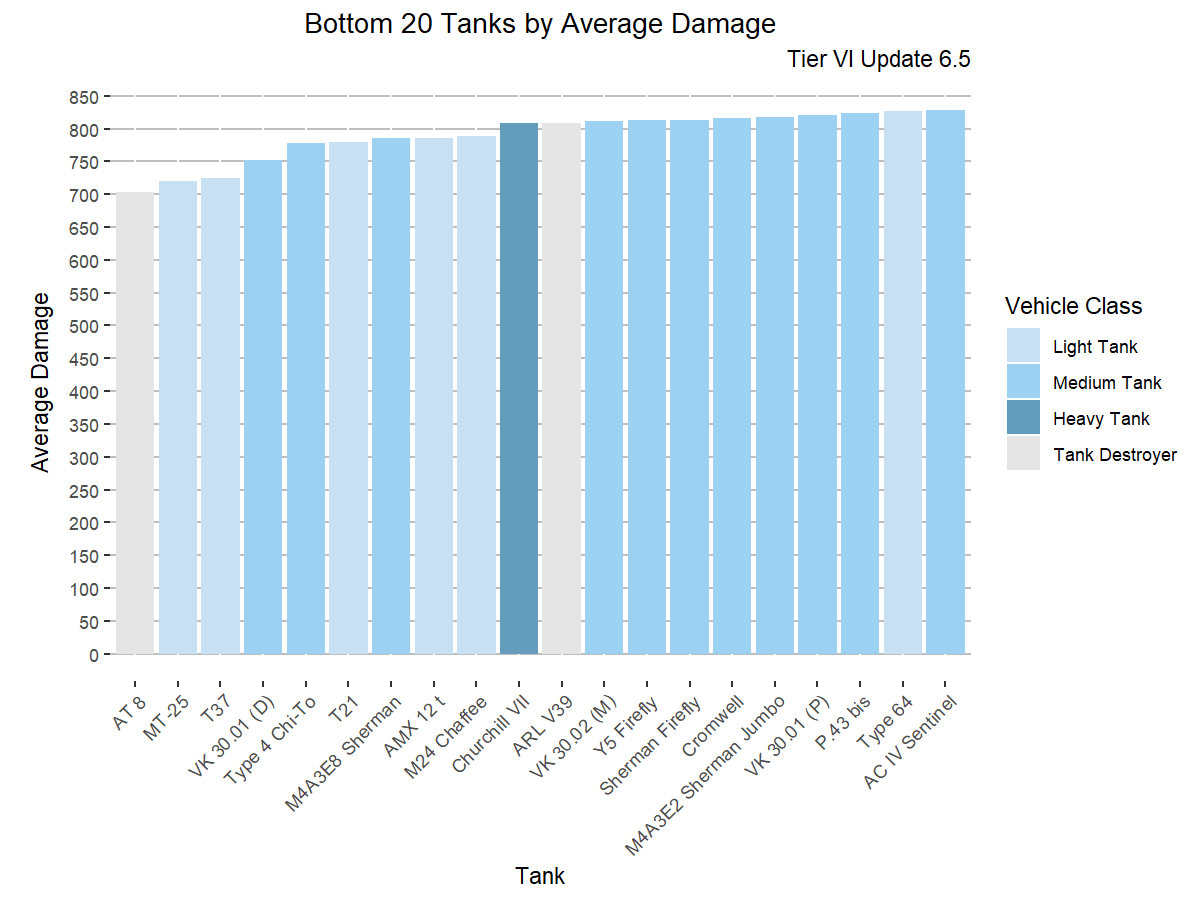 Bottom 20 Tanks by Average Damage
Tier VI Update 6.5
Average Damage
850
800
750
700
650
600
550
500
450
400
350
300
250
200
150
100
50
0
AT 8
MT-25
T37
VK 30.01 (D)
Type 4 Chi-To
T21
M4A3E8 Sherman
AMX 12 t
M24 Chaffee
Churchill VII
ARL V39
VK 30.02 (M)
Y5 Firefly
Sherman Firefly
Cromwell
M4A3E2 Sherman Jumbo
VK 30.01 (P)
P.43 bis
Type 64
AC IV Sentinel
Tank
Vehicle Class
Light Tank
Medium Tank
Heavy Tank
Tank Destroyer